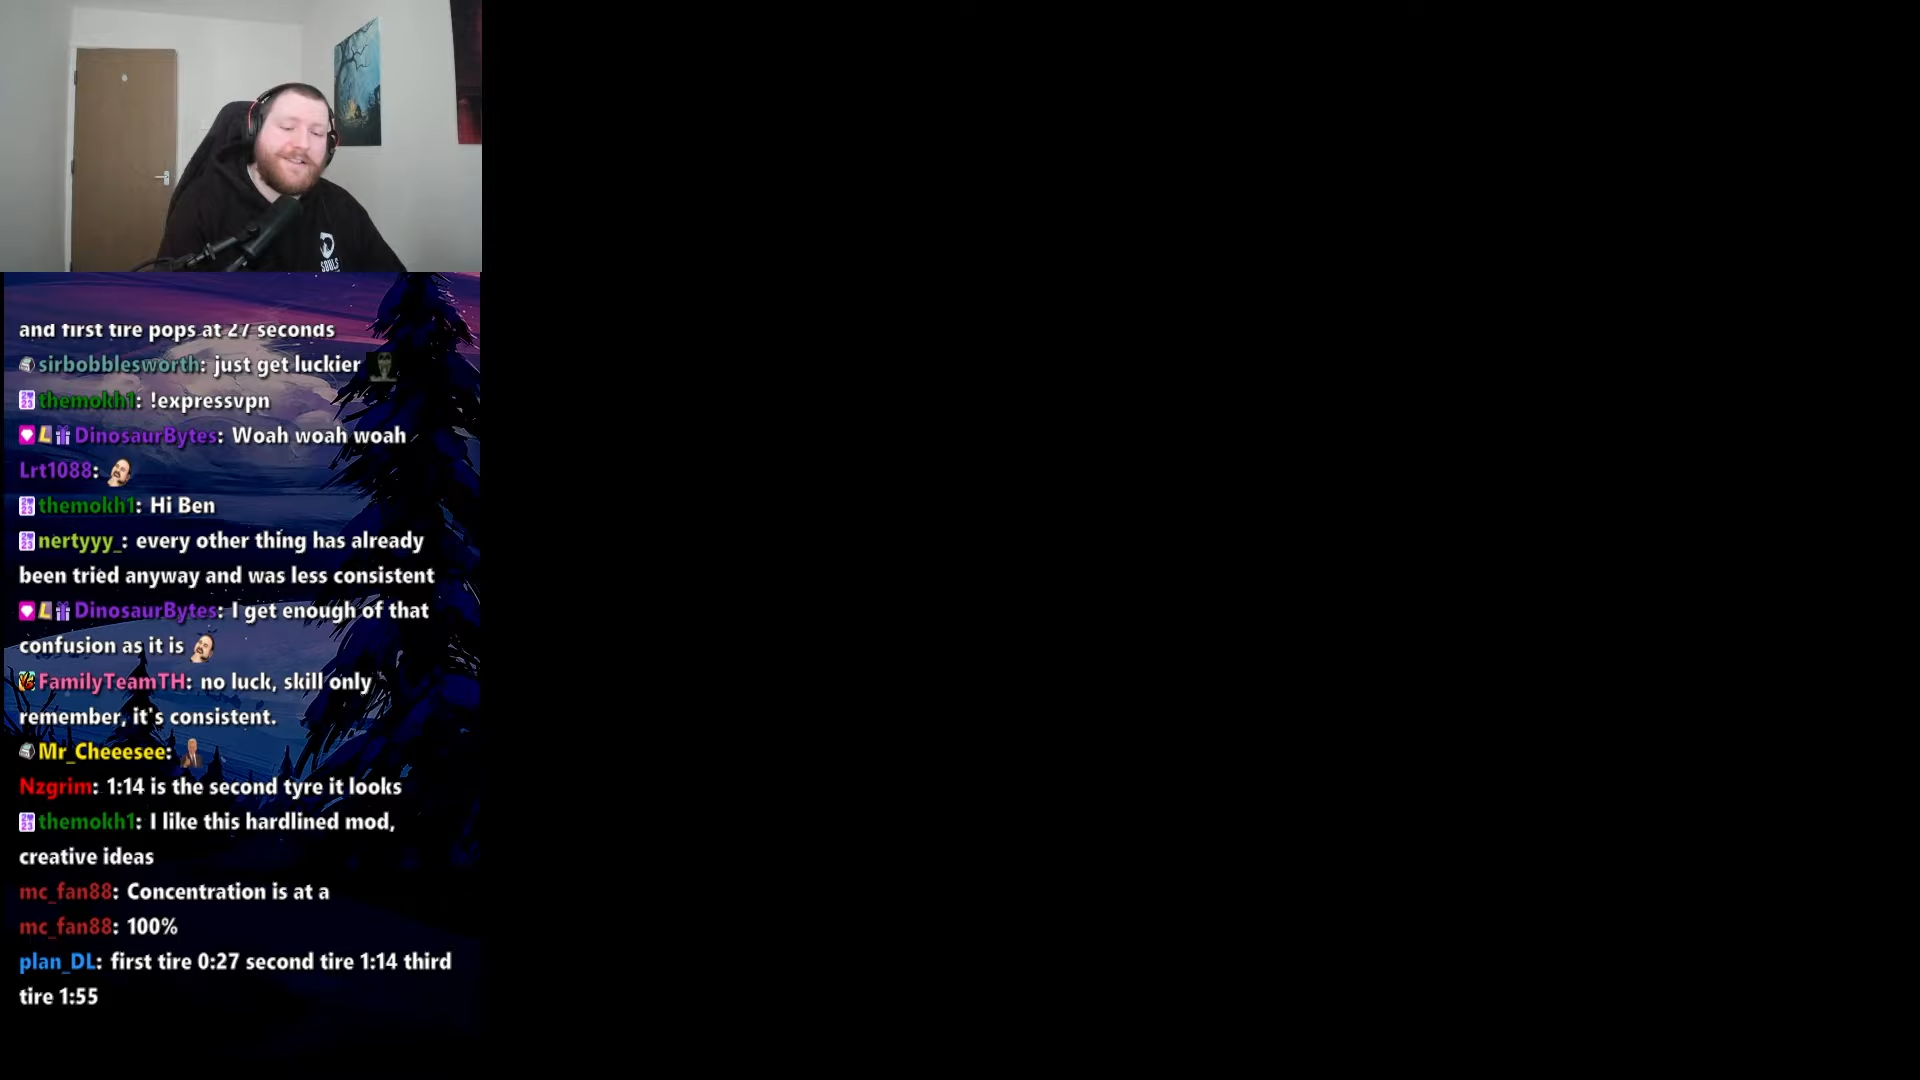 SOULS
and first tire pops at 27 seconds
sirbobblesworth: just get luckier
themokh1: !expressvpn
DinosaurBytes: Woah woah woah
Lrt1088:
themokh1: Hi Ben
nertyyy_: every other thing has already
been tried anyway and was less consistent
DinosaurBytes: I get enough of that
confusion as it is
FamilyTeamTH: no luck, skill only
remember, it's consistent.
Mr_Cheeesee:
Nzgrim: 1:14 is the second tyre it looks
themokh1: I like this hardlined mod,
creative ideas
mc_fan88: Concentration is at a
mc_fan88: 100%
plan_DL: first tire 0:27 second tire 1:14 third
tire 1:55